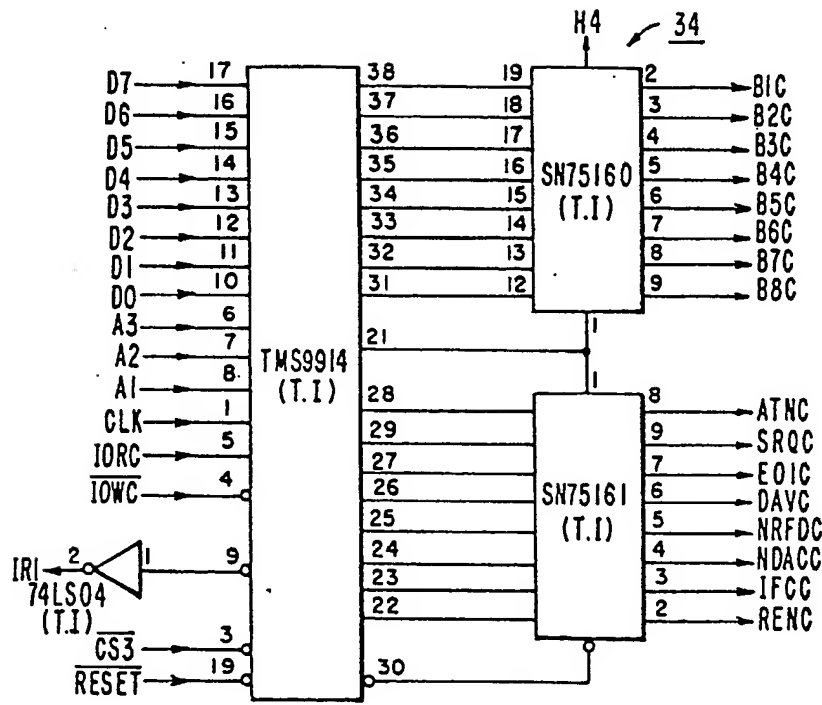 H4 34
D7 17 38 19 2 B1C
D6 16 37 18 3 B2C
D5 15 36 17 4 B3C
D4 14 35 16 5 B4C
SN75160
(T.I)
D3 13 34 15 6 B5C
D2 12 33 14 7 B6C
D1 11 32 13 8 B7C
D0 10 31 12 9 B8C
A3 6 1
A2 7 21
TMS9914
(T.I)
A1 8 1
CLK 1 28 8 ATNC
IORC 5 29 9 SRQC
27 7 EOIC
IOWC 4 26 6 DAVC
SN75161
(T.I)
25 5 NRFDC
IR1 2 1 9 24 4 NDACC
74LS04
(T.I)
23 3 IFCC
22 2 RENC
CS3 3
RESET 19 30